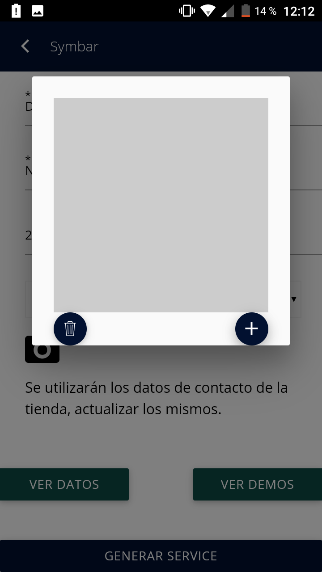 14 % 12:12
Symbar
*
D
*
N
2
Se utilizarán los datos de contacto de la
tienda, actualizar los mismos.
VER DATOS
VER DEMOS
GENERAR SERVICE